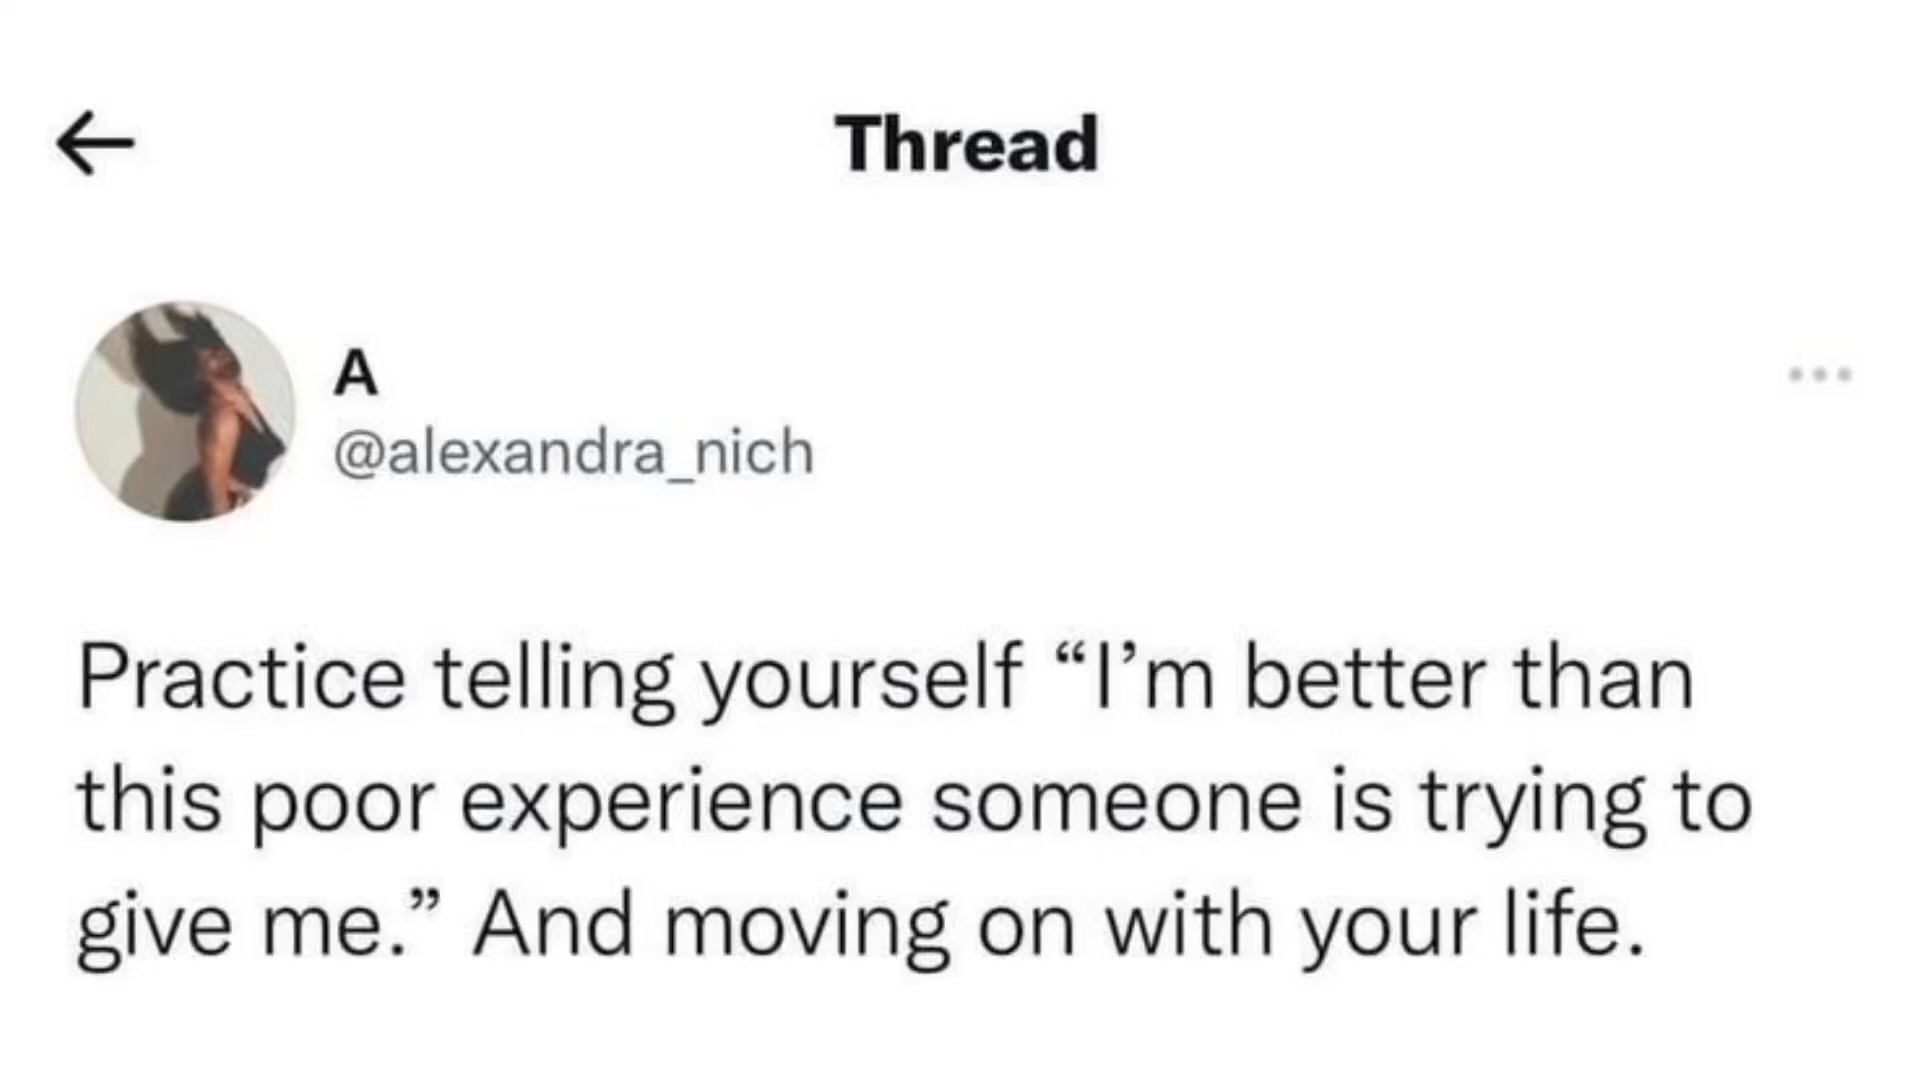 Thread
A
@alexandra_nich
Practice telling yourself “I’m better than
this poor experience someone is trying to
give me.” And moving on with your life.